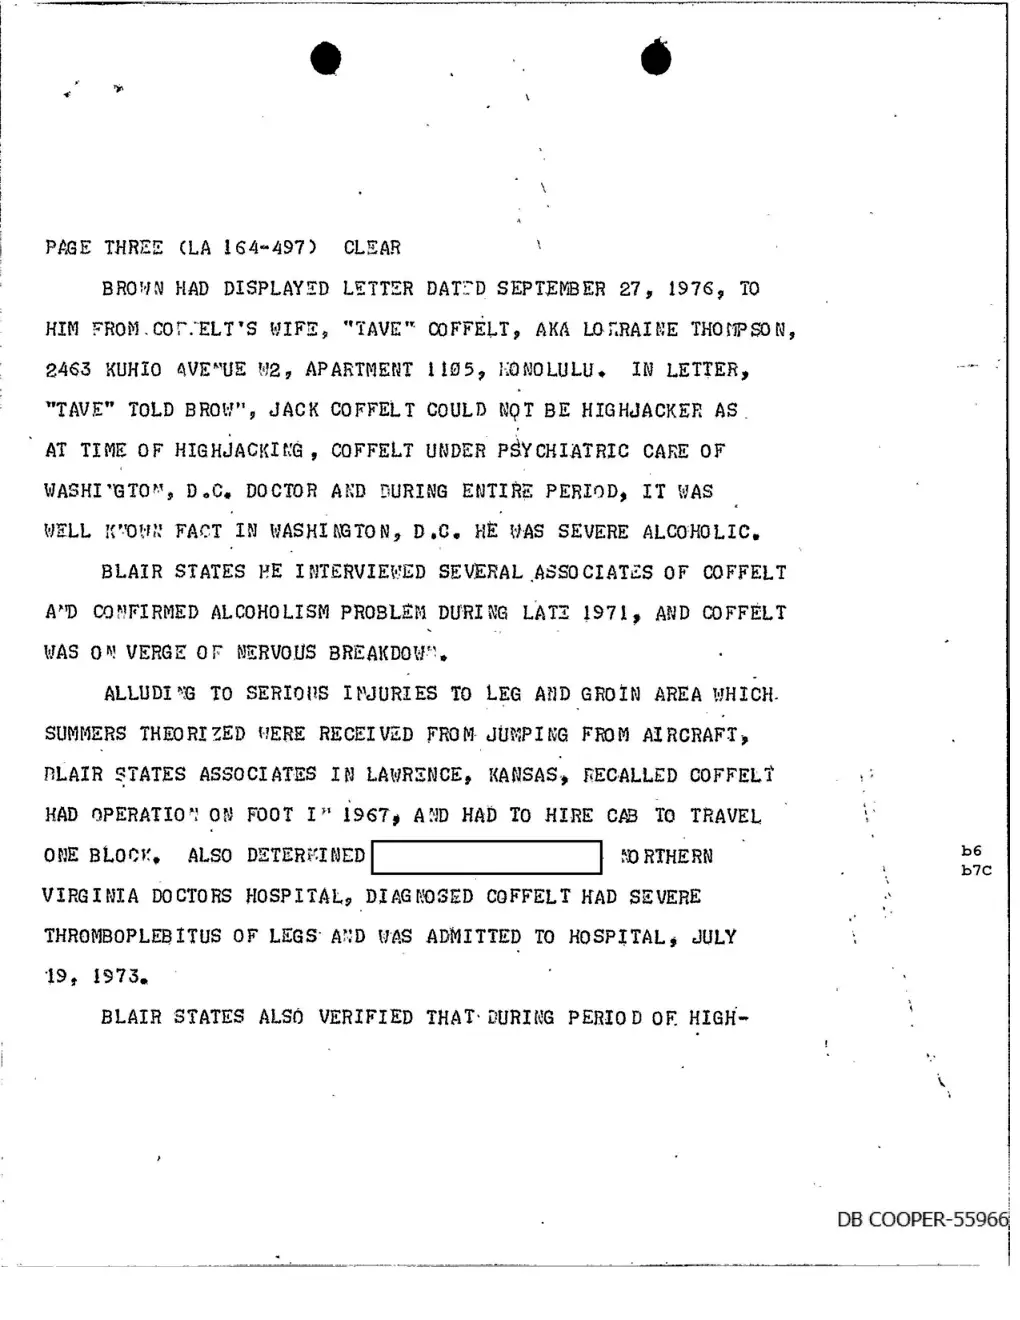 PAGE THREE (LA 164-497) CLEAR
BROWN HAD DISPLAYED LETTER DATED SEPTEMBER 27, 1976, TO
HIM FROM COFFELT'S WIFE, "TAVE" COFFELT, AKA LORRAINE THOMPSON,
2463 KUHIO AVENUE W2, APARTMENT 1105, HONOLULU. IN LETTER,
"TAVE" TOLD BROWN, JACK COFFELT COULD NOT BE HIGHJACKER AS
AT TIME OF HIGHJACKING, COFFELT UNDER PSYCHIATRIC CARE OF
WASHINGTON, D.C. DOCTOR AND DURING ENTIRE PERIOD, IT WAS
WELL KNOWN FACT IN WASHINGTON, D.C. HE WAS SEVERE ALCOHOLIC.
BLAIR STATES HE INTERVIEWED SEVERAL ASSOCIATES OF COFFELT
AND CONFIRMED ALCOHOLISM PROBLEM DURING LATE 1971, AND COFFELT
WAS ON VERGE OF NERVOUS BREAKDOWN.
ALLUDING TO SERIOUS INJURIES TO LEG AND GROIN AREA WHICH
SUMMERS THEORIZED WERE RECEIVED FROM JUMPING FROM AIRCRAFT,
BLAIR STATES ASSOCIATES IN LAWRENCE, KANSAS, RECALLED COFFELT
HAD OPERATION ON FOOT IN 1967, AND HAD TO HIRE CAB TO TRAVEL
ONE BLOCK. ALSO DETERMINED NORTHERN
b6
b7C
VIRGINIA DOCTORS HOSPITAL, DIAGNOSED COFFELT HAD SEVERE
THROMBOPLEBITUS OF LEGS AND WAS ADMITTED TO HOSPITAL, JULY
19, 1973.
BLAIR STATES ALSO VERIFIED THAT DURING PERIOD OF HIGH-
DB COOPER-55966